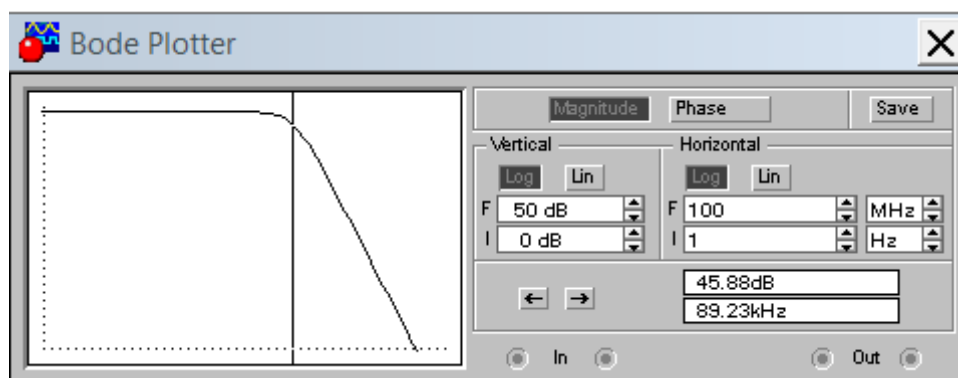 Bode Plotter
Magnitude Phase Save
Vertical Horizontal
Log Lin Log Lin
F 50 dB F 100 MHz
I 0 dB I 1 Hz
← → 45.88dB
89.23kHz
In Out